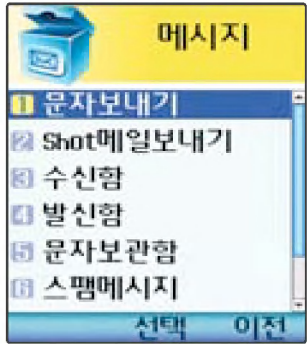 메시지
1 문자보내기
2 Shot메일보내기
3 수신함
4 발신함
5 문자보관함
6 스팸메시지
선택 이전